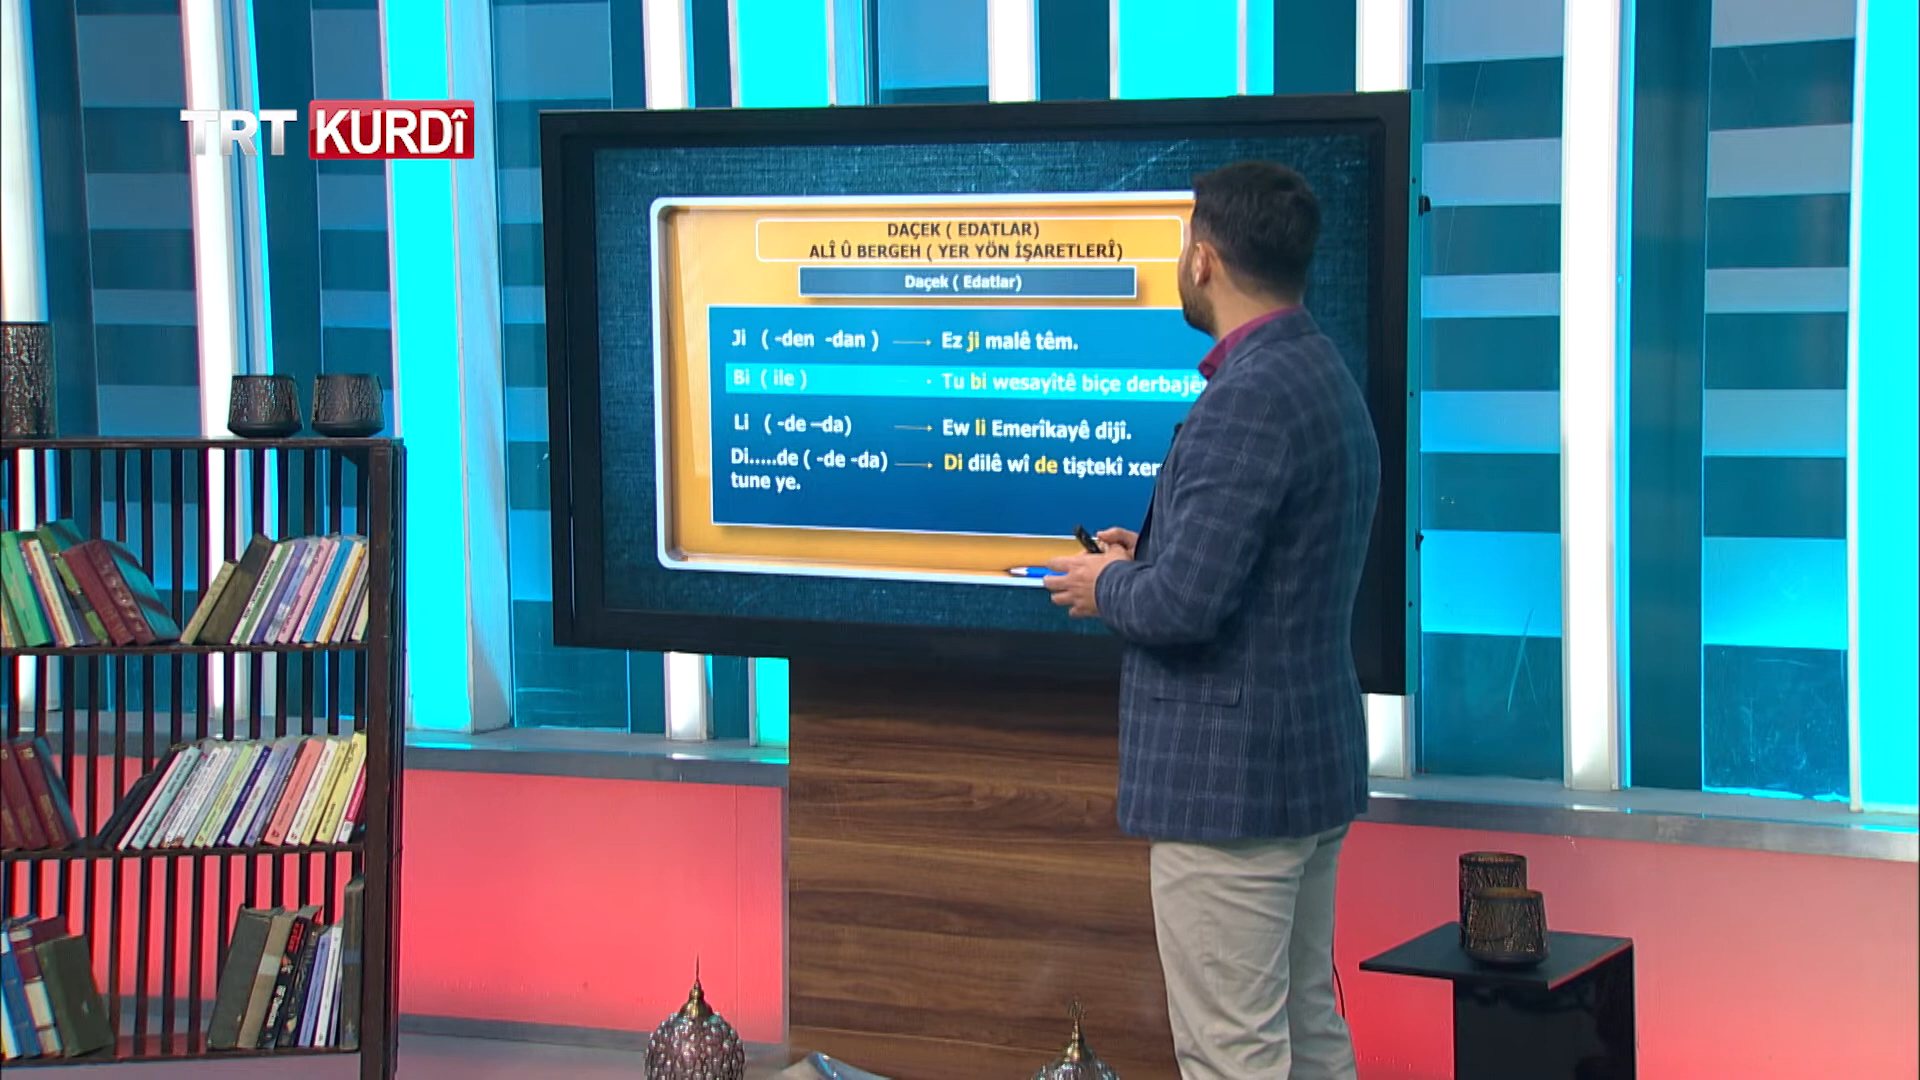 TRT KURDÎ
DAÇEK ( EDATLAR)
ALÎ Û BERGEH ( YER YÖN İŞARETLERÎ)
Daçek ( Edatlar)
Ji ( -den -dan ) Ez ji malê têm.
Bi ( ile ) Tu bi wesayîtê biçe
Li ( -de –da) Ew li Emerîkayê dijî.
Di.....de ( -de -da) Di dilê wî de tiştekî
tune ye.